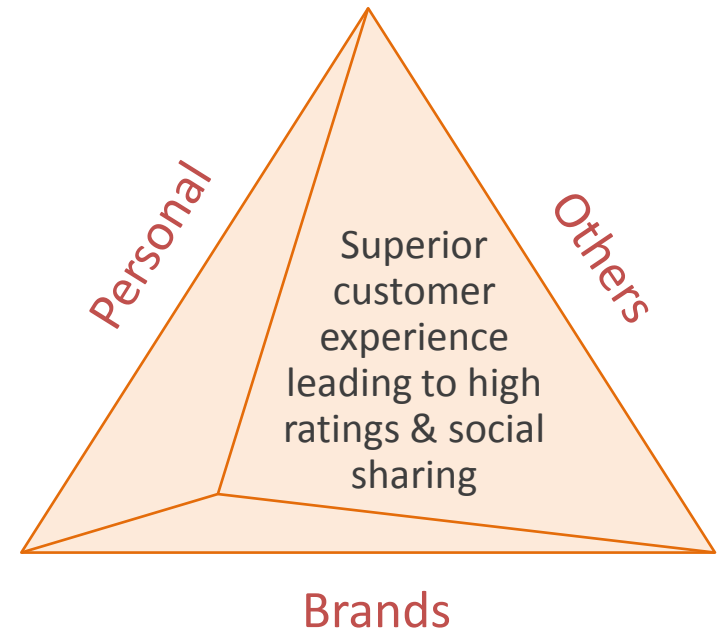 Personal
Others
Superior
customer
experience
leading to high
ratings & social
sharing
Brands